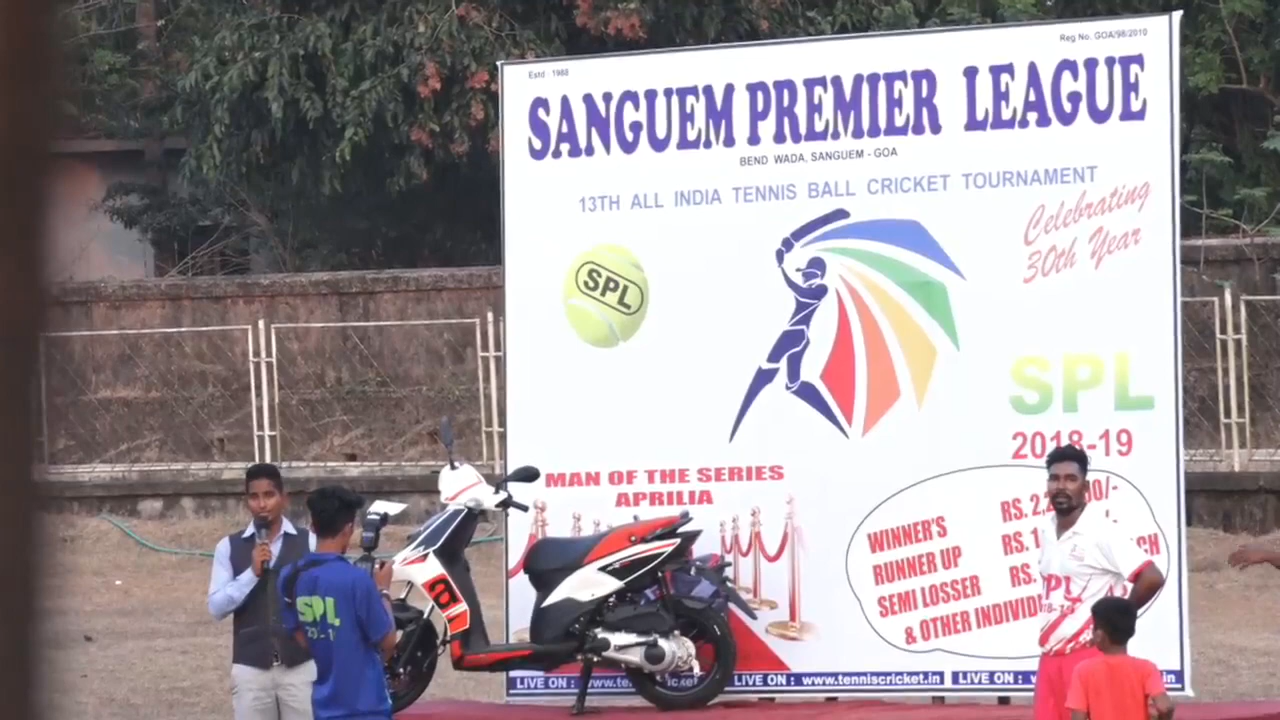 Estd 1988
Reg No. GOA/98/2010
SANGUEM PREMIER LEAGUE
BEND WADA, SANGUEM - GOA
13TH ALL INDIA TENNIS BALL CRICKET TOURNAMENT
Celebrating
30th Year
SPL
SPL
2018-19
MAN OF THE SERIES
APRILIA
WINNER'S RS.
RUNNER UP RS.
SEMI LOSSER RS.
& OTHER
LIVE ON : LIVE ON : www.tenniscricket.in LIVE ON :
SPL